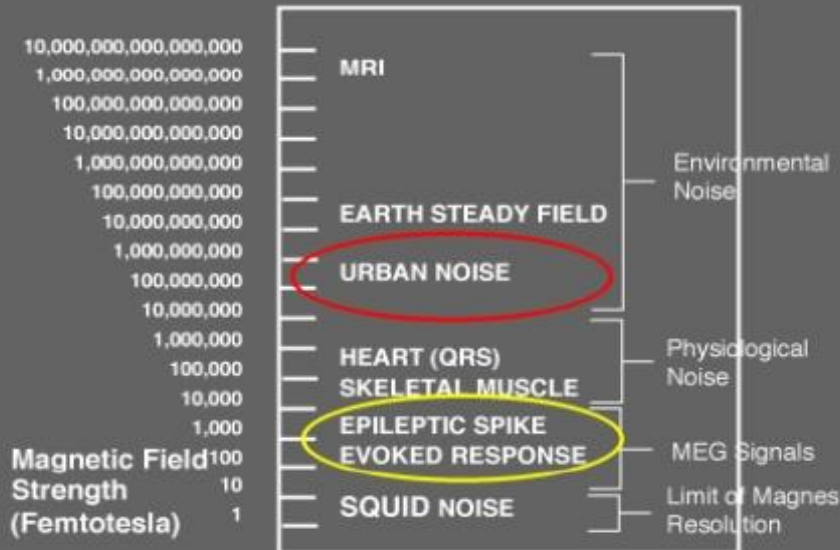 10,000,000,000,000,000
1,000,000,000,000,000
MRI
100,000,000,000,000
10,000,000,000,000
1,000,000,000,000
Environmental
Noise
100,000,000,000
10,000,000,000
EARTH STEADY FIELD
1,000,000,000
100,000,000
URBAN NOISE
10,000,000
1,000,000
100,000
HEART (QRS)
Physiological
Noise
10,000
SKELETAL MUSCLE
1,000
EPILEPTIC SPIKE
EVOKED RESPONSE
MEG Signals
Magnetic Field 100
Strength 10
(Femtotesla) 1
SQUID NOISE
Limit of Magnes
Resolution